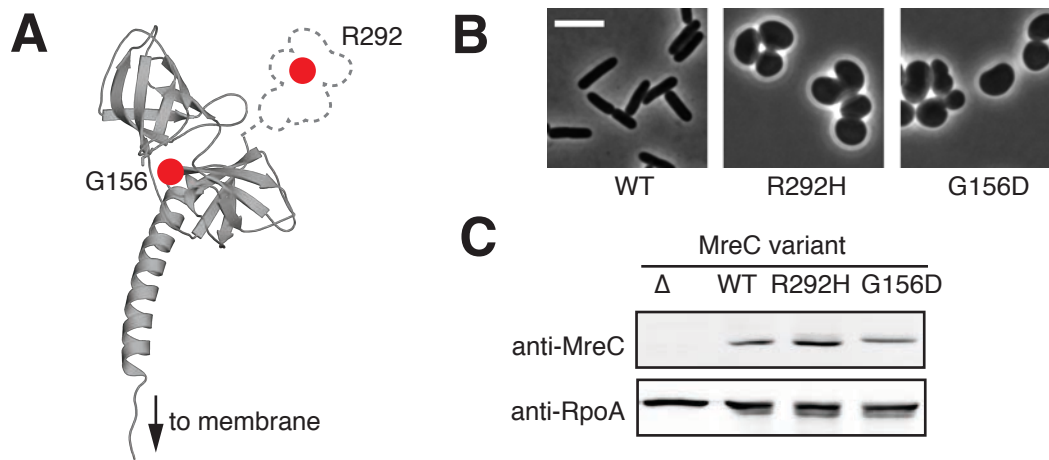 A
R292
G156
to membrane
B
WT
R292H
G156D
C
MreC variant
Δ WT R292H G156D
anti-MreC
anti-RpoA